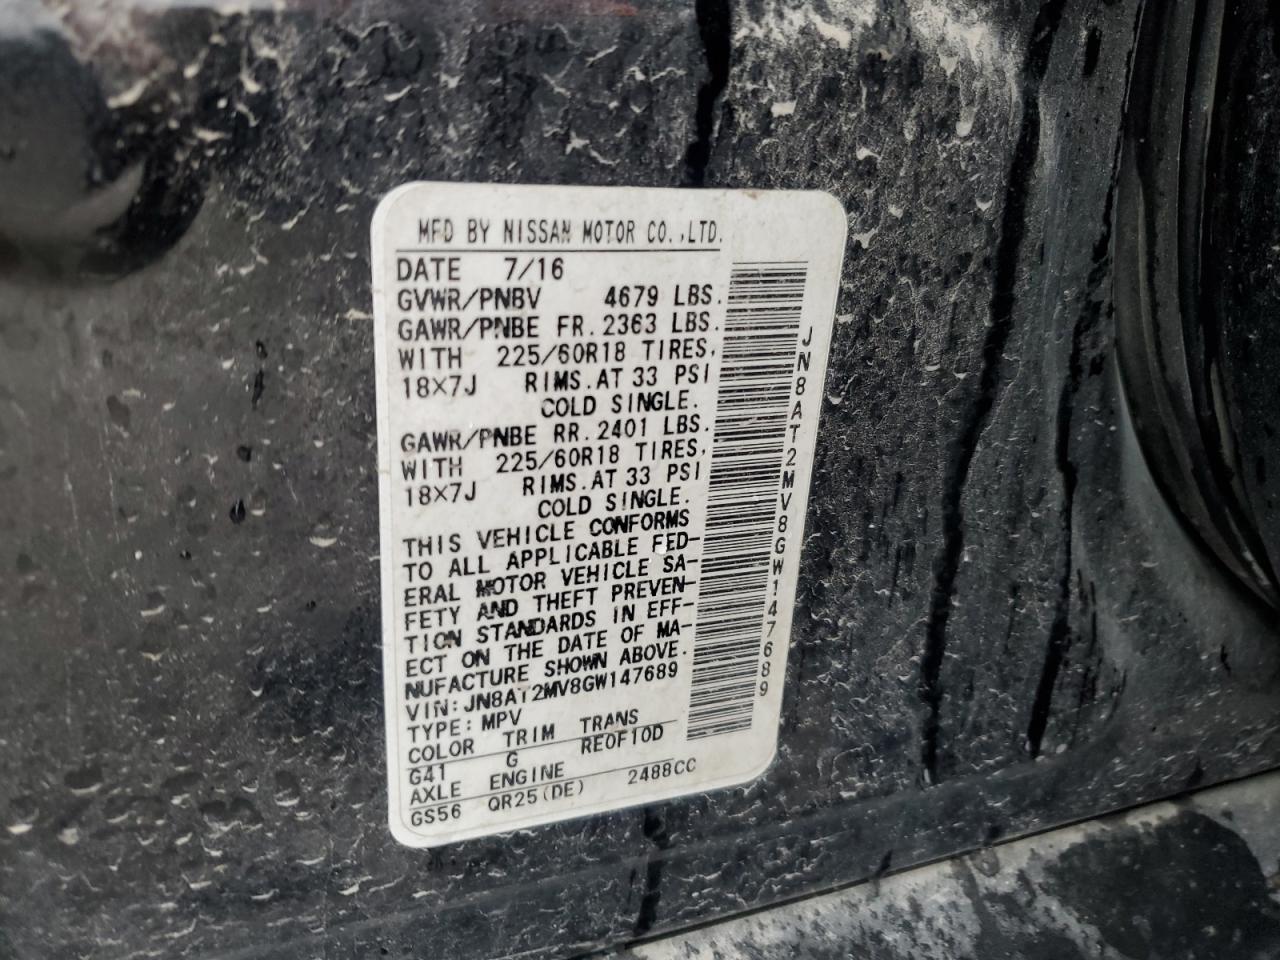 MFD BY NISSAN MOTOR CO.,LTD.
DATE 7/16
GVWR/PNBV 4679 LBS.
GAWR/PNBE FR.2363 LBS.
WITH 225/60R18 TIRES,
18×7J RIMS.AT 33 PSI
COLD SINGLE.
GAWR/PNBE RR.2401 LBS.
WITH 225/60R18 TIRES,
18×7J RIMS.AT 33 PSI
COLD SINGLE.
THIS VEHICLE CONFORMS
TO ALL APPLICABLE FED-
ERAL MOTOR VEHICLE SA-
FETY AND THEFT PREVEN-
TION STANDARDS IN EFF-
ECT ON THE DATE OF MA-
NUFACTURE SHOWN ABOVE.
VIN:JN8AT2MV8GW147689
TYPE:MPV
COLOR TRIM TRANS
G41 G RE0F10D
AXLE ENGINE
GS56 QR25(DE) 2488CC
JN8AT2MV8GW147689